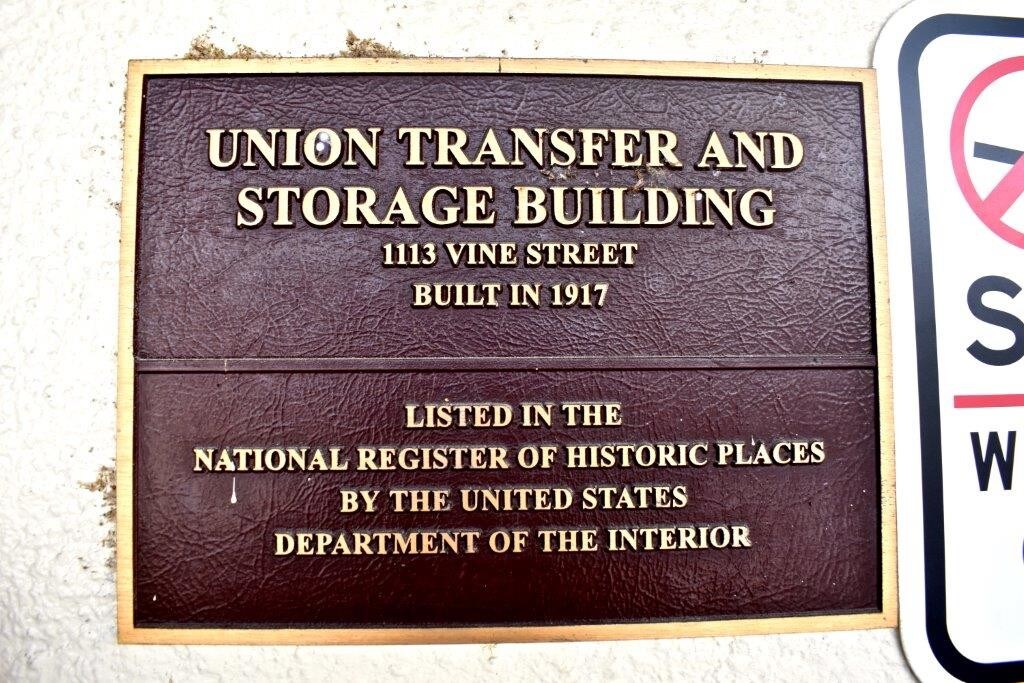 UNION TRANSFER AND
STORAGE BUILDING
1113 VINE STREET
BUILT IN 1917
LISTED IN THE
NATIONAL REGISTER OF HISTORIC PLACES
BY THE UNITED STATES
DEPARTMENT OF THE INTERIOR